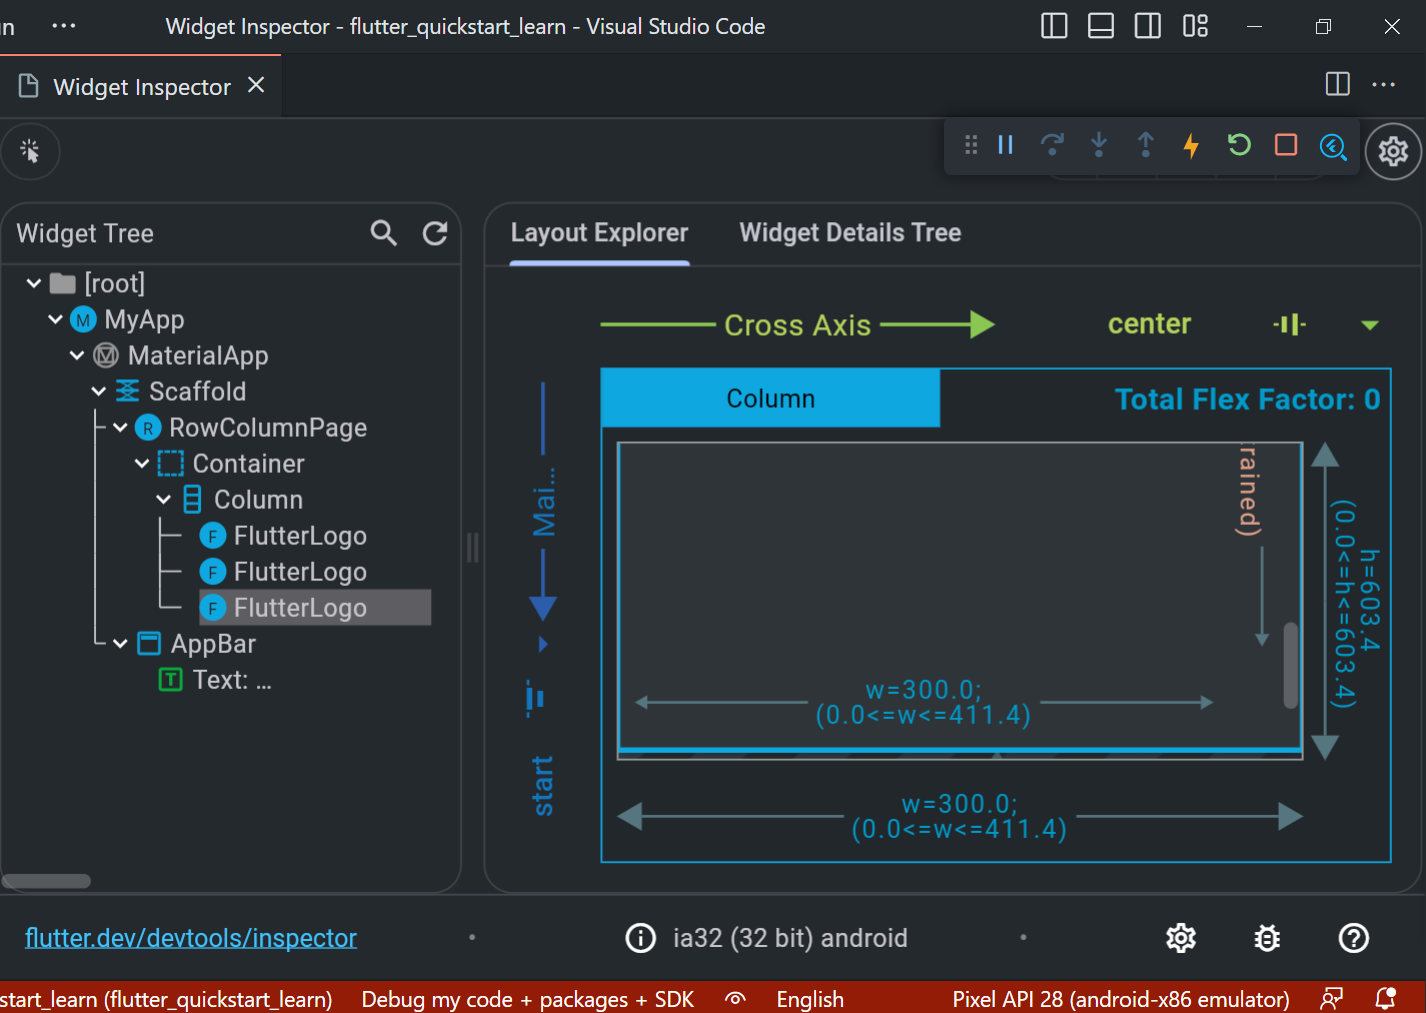 Widget Inspector - flutter_quickstart_learn - Visual Studio Code
Widget Inspector
Widget Tree
[root]
MyApp
MaterialApp
Scaffold
RowColumnPage
Container
Column
FlutterLogo
FlutterLogo
FlutterLogo
AppBar
Text: ...
Layout Explorer
Widget Details Tree
Cross Axis
center
Column
Total Flex Factor: 0
Mai...
start
rained)
w=300.0;
(0.0<=w<=411.4)
h=603.4
(0.0<=h<=603.4)
w=300.0;
(0.0<=w<=411.4)
flutter.dev/devtools/inspector
ia32 (32 bit) android
start_learn (flutter_quickstart_learn)
Debug my code + packages + SDK
English
Pixel API 28 (android-x86 emulator)